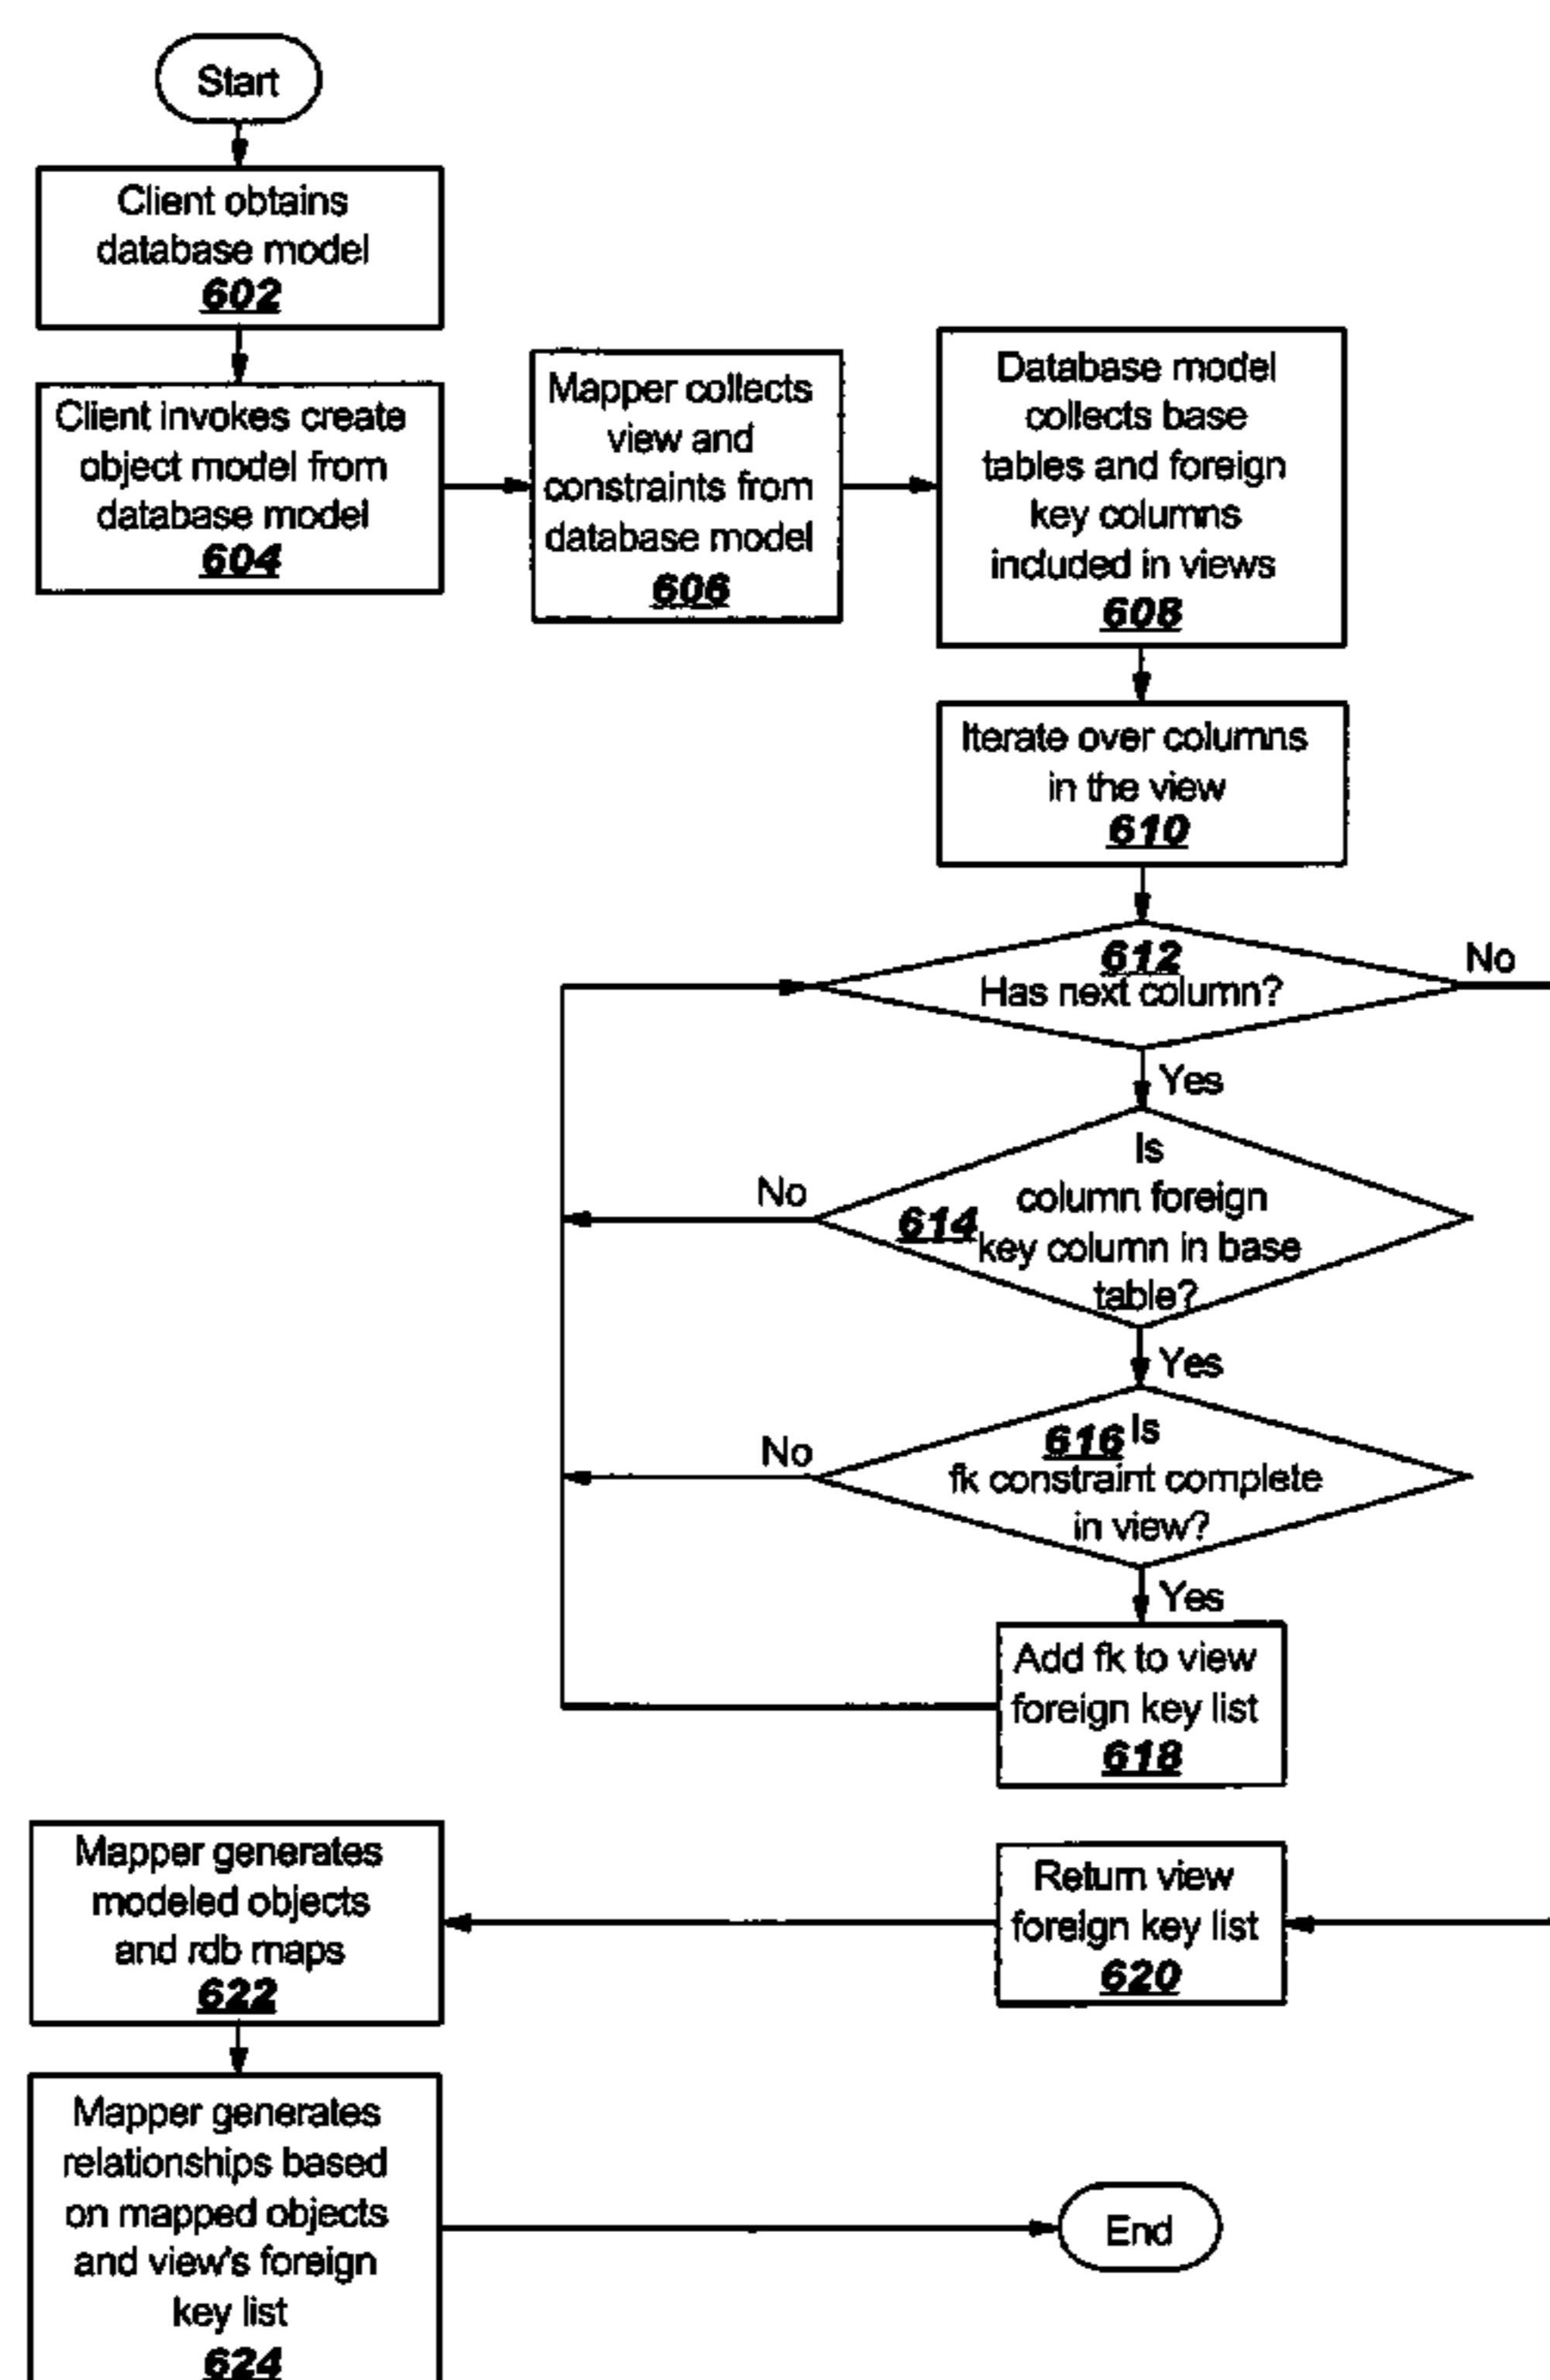 Start
Client obtains
database model
602
Client invokes create
object model from
database model
604
Mapper collects
view and
constraints from
database model
606
Database model
collects base
tables and foreign
key columns
included in views
608
Iterate over columns
in the view
610
612
Has next column?
No
Yes
Is
column foreign
614 key column in base
table?
No
Yes
616 Is
fk constraint complete
in view?
No
Yes
Add fk to view
foreign key list
618
Return view
foreign key list
620
Mapper generates
modeled objects
and rdb maps
622
Mapper generates
relationships based
on mapped objects
and view's foreign
key list
624
End